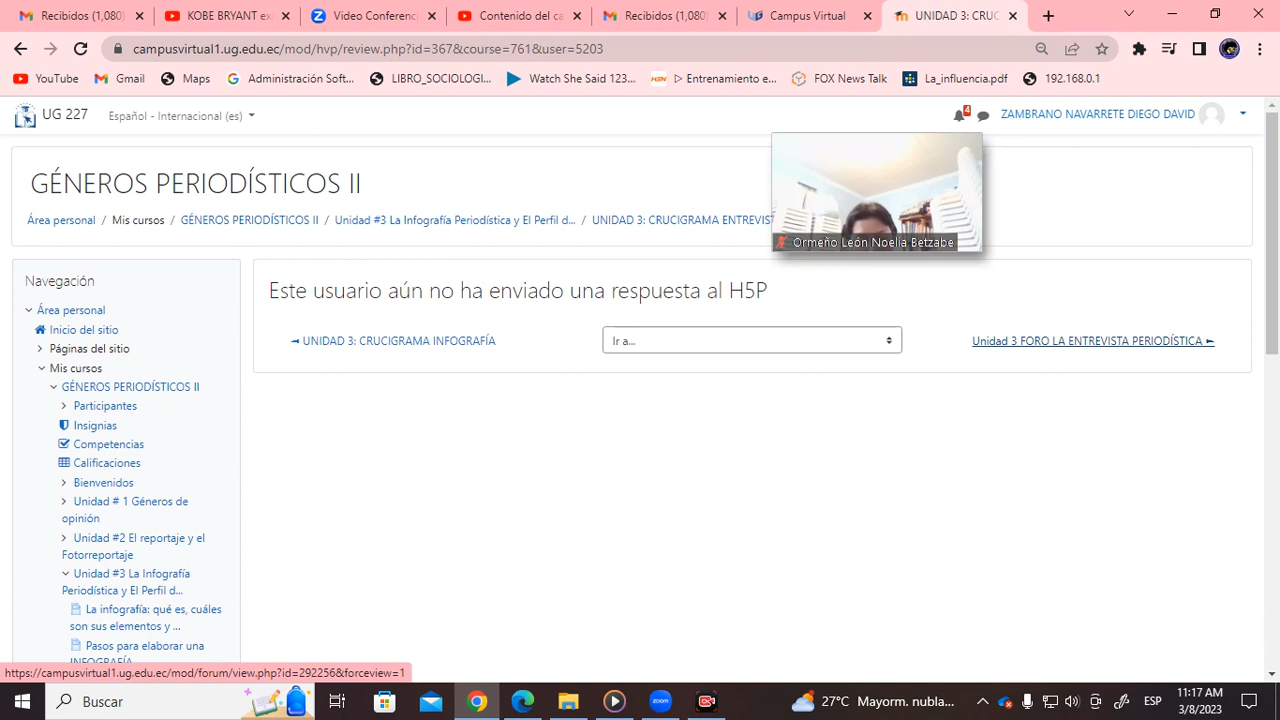 Recibidos (1,080)
KOBE BRYANT ex
Video Conferenc
Contenido del ca
Recibidos (1,080)
Campus Virtual
UNIDAD 3: CRUC
campusvirtual1.ug.edu.ec/mod/hvp/review.php?id=367&course=761&user=5203
YouTube
Gmail
Maps
Administración Soft...
LIBRO_SOCIOLOGI...
Watch She Said 123...
▷ Entrenamiento e...
FOX News Talk
La_influencia.pdf
192.168.0.1
UG 227
Español - Internacional (es)
4
ZAMBRANO NAVARRETE DIEGO DAVID
GÉNEROS PERIODÍSTICOS II
Área personal / Mis cursos / GÉNEROS PERIODÍSTICOS II / Unidad #3 La Infografía Periodística y El Perfil d... / UNIDAD 3: CRUCIGRAMA ENTREVIS
Ormeño León Noelia Betzabe
Navegación
Área personal
Inicio del sitio
Páginas del sitio
Mis cursos
GÉNEROS PERIODÍSTICOS II
Participantes
Insignias
Competencias
Calificaciones
Bienvenidos
Unidad # 1 Géneros de
opinión
Unidad #2 El reportaje y el
Fotorreportaje
Unidad #3 La Infografía
Periodística y El Perfil d...
La infografía: qué es, cuáles
son sus elementos y ...
Pasos para elaborar una
INFOGRAFÍA
Este usuario aún no ha enviado una respuesta al H5P
◄ UNIDAD 3: CRUCIGRAMA INFOGRAFÍA
Ir a...
Unidad 3 FORO LA ENTREVISTA PERIODÍSTICA ►
https://campusvirtual1.ug.edu.ec/mod/forum/view.php?id=292256&forceview=1
Buscar
zoom
27°C Mayorm. nubla...
ESP
11:17 AM
3/8/2023